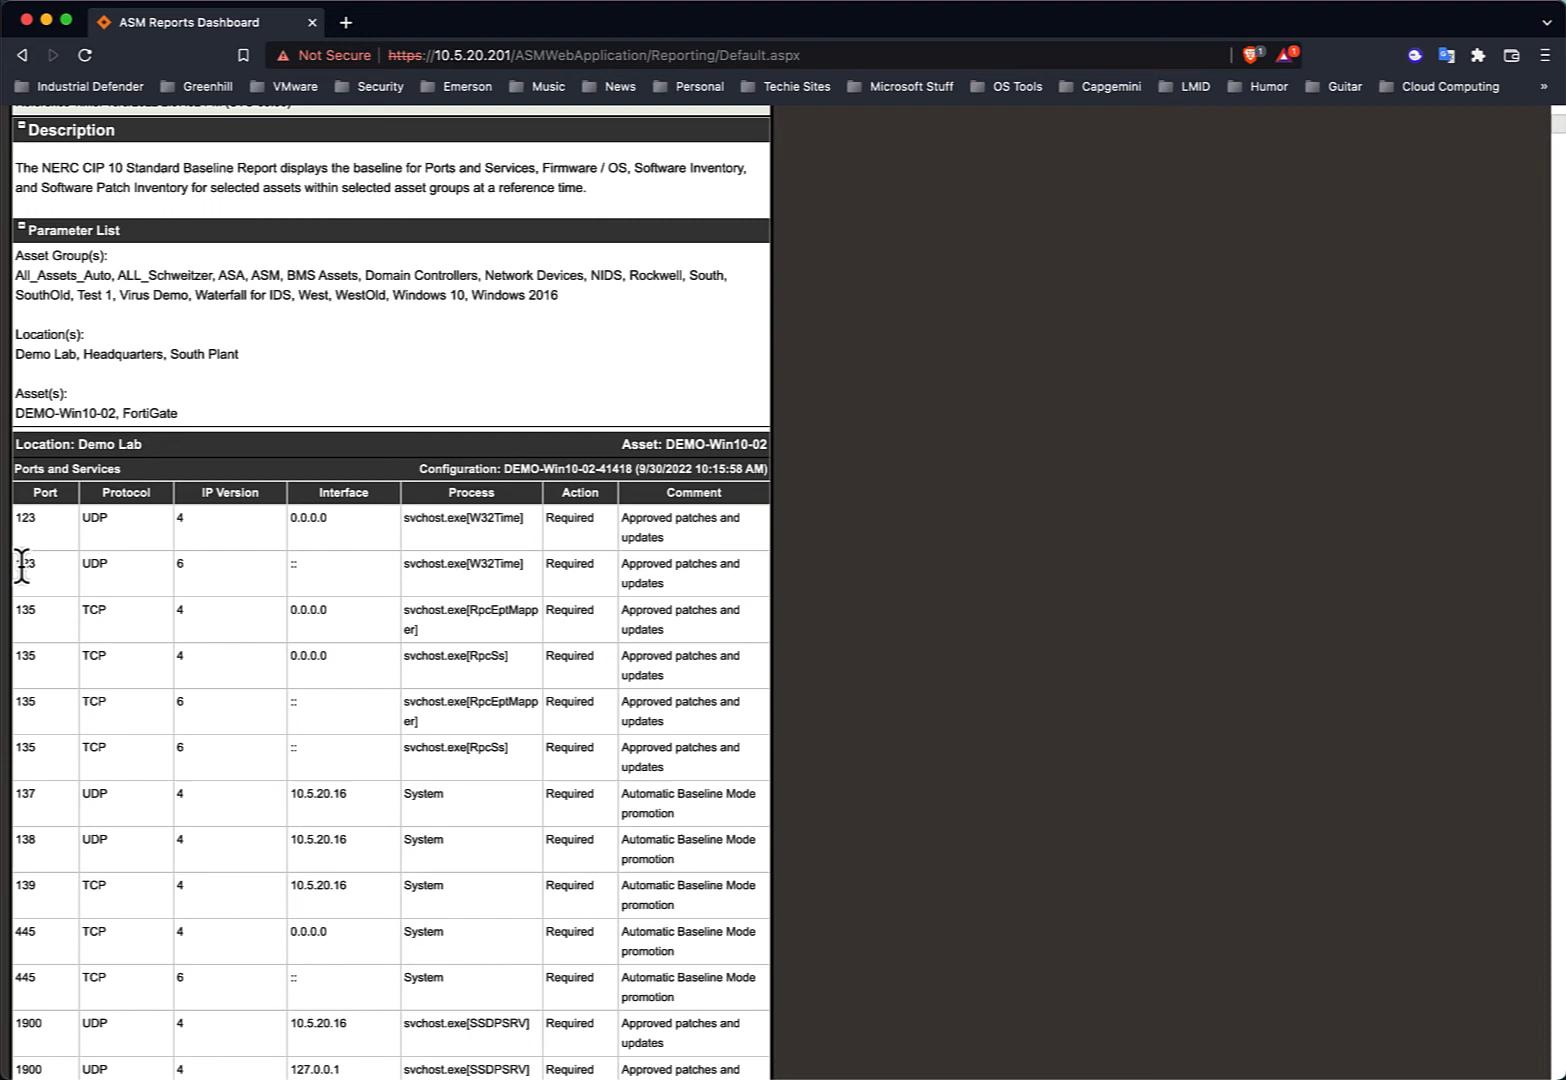 ASM Reports Dashboard
Not Secure https://10.5.20.201/ASMWebApplication/Reporting/Default.aspx
1 1
Industrial Defender Greenhill VMware Security Emerson Music News Personal Techie Sites Microsoft Stuff OS Tools Capgemini LMID Humor Guitar Cloud Computing »
Description
The NERC CIP 10 Standard Baseline Report displays the baseline for Ports and Services, Firmware / OS, Software Inventory,
and Software Patch Inventory for selected assets within selected asset groups at a reference time.
Parameter List
Asset Group(s):
All_Assets_Auto, ALL_Schweitzer, ASA, ASM, BMS Assets, Domain Controllers, Network Devices, NIDS, Rockwell, South,
SouthOld, Test 1, Virus Demo, Waterfall for IDS, West, WestOld, Windows 10, Windows 2016
Location(s):
Demo Lab, Headquarters, South Plant
Asset(s):
DEMO-Win10-02, FortiGate
Location: Demo Lab Asset: DEMO-Win10-02
Ports and Services Configuration: DEMO-Win10-02-41418 (9/30/2022 10:15:58 AM)
Port Protocol IP Version Interface Process Action Comment
123 UDP 4 0.0.0.0 svchost.exe[W32Time] Required Approved patches and
updates
UDP 6 :: svchost.exe[W32Time] Required Approved patches and
updates
135 TCP 4 0.0.0.0 svchost.exe[RpcEptMapp Required Approved patches and
er] updates
135 TCP 4 0.0.0.0 svchost.exe[RpcSs] Required Approved patches and
updates
135 TCP 6 :: svchost.exe[RpcEptMapp Required Approved patches and
er] updates
135 TCP 6 :: svchost.exe[RpcSs] Required Approved patches and
updates
137 UDP 4 10.5.20.16 System Required Automatic Baseline Mode
promotion
138 UDP 4 10.5.20.16 System Required Automatic Baseline Mode
promotion
139 TCP 4 10.5.20.16 System Required Automatic Baseline Mode
promotion
445 TCP 4 0.0.0.0 System Required Automatic Baseline Mode
promotion
445 TCP 6 :: System Required Automatic Baseline Mode
promotion
1900 UDP 4 10.5.20.16 svchost.exe[SSDPSRV] Required Approved patches and
updates
1900 UDP 4 127.0.0.1 svchost.exe[SSDPSRV] Required Approved patches and